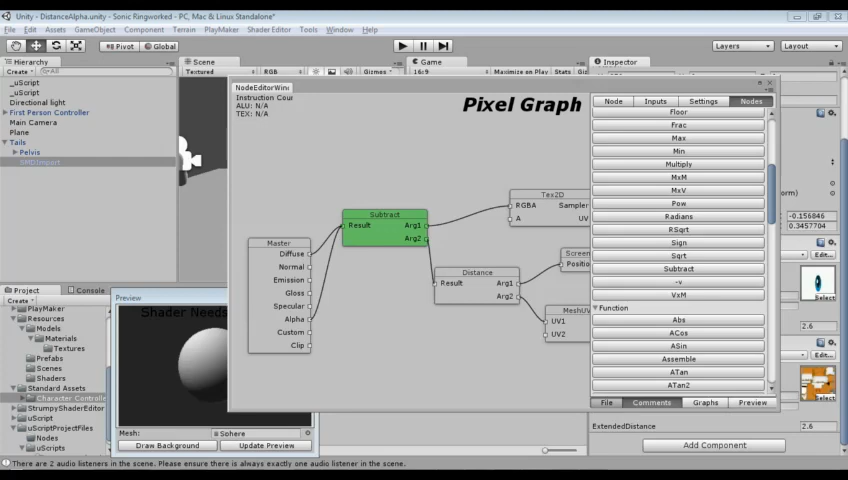 Unity - DistanceAlpha.unity - Sonic Ringworked - PC, Mac & Linux Standalone*
File Edit Assets GameObject Component Terrain PlayMaker Shader Editor Tools Window Help
Pivot Global Layers Layout
Hierarchy
Create All
_uScript
_uScript
Directional light
First Person Controller
Main Camera
Plane
Tails
Pelvis
SMDImport
Scene
Textured RGB Gizmos
Game
16:9 Maximize on Play Stats Giz
Inspector
NodeEditorWind
Instruction Cour
ALU: N/A
TEX: N/A
Pixel Graph
Subtract
Result Arg1
Arg2
Tex2D
RGBA Sampler
A UV
Master
Diffuse
Normal
Emission
Gloss
Specular
Alpha
Custom
Clip
Distance
Result Arg1
Arg2
Screen
Positio
MeshUV
UV1
UV2
Node Inputs Settings Nodes
Floor
Frac
Max
Min
Multiply
MxM
MxV
Pow
Radians
RSqrt
Sign
Sqrt
Subtract
-v
VxM
Function
Abs
ACos
ASin
Assemble
ATan
ATan2
File Comments Graphs Preview
orm)
-0.156846
0.3457704
Edit...
Select
2.6
Edit...
Select
ExtendedDistance 2.6
Add Component
Project Console
Create
PlayMaker
Resources
Models
Materials
Textures
Prefabs
Scenes
Shaders
Standard Assets
Character Controlle
StrumpyShaderEditor
uScript
uScriptProjectFiles
Nodes
uScripts
Preview
Shader Needs
Mesh: Sphere
Draw Background Update Preview
There are 2 audio listeners in the scene. Please ensure there is always exactly one audio listener in the scene.